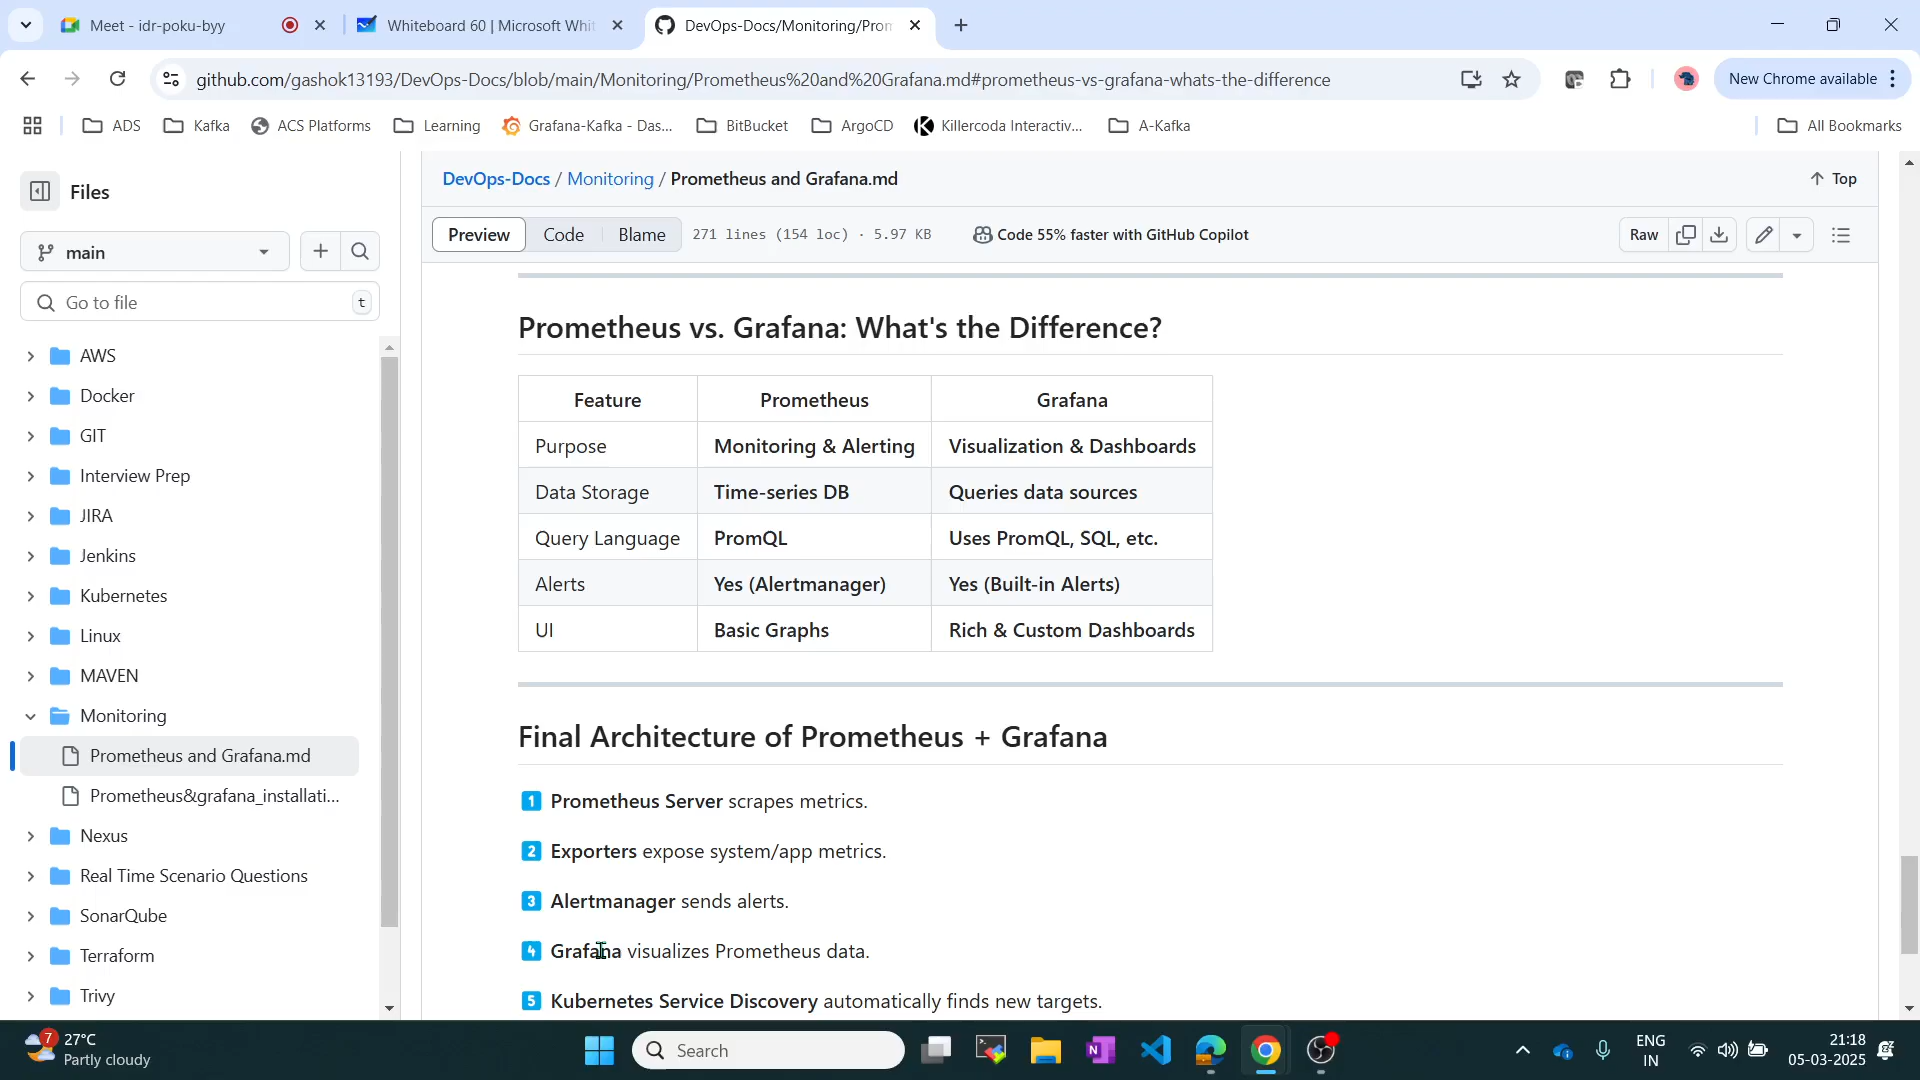 Meet - idr-poku-byy
Whiteboard 60 | Microsoft Whit
DevOps-Docs/Monitoring/Prom
github.com/gashok13193/DevOps-Docs/blob/main/Monitoring/Prometheus%20and%20Grafana.md#prometheus-vs-grafana-whats-the-difference
New Chrome available
ADS
Kafka
ACS Platforms
Learning
Grafana-Kafka - Das...
BitBucket
ArgoCD
Killercoda Interactiv...
A-Kafka
All Bookmarks
Files
main
Go to file
t
AWS
Docker
GIT
Interview Prep
JIRA
Jenkins
Kubernetes
Linux
MAVEN
Monitoring
Prometheus and Grafana.md
Prometheus&grafana_installati...
Nexus
Real Time Scenario Questions
SonarQube
Terraform
Trivy
DevOps-Docs / Monitoring / Prometheus and Grafana.md
Top
Preview
Code
Blame
271 lines (154 loc) · 5.97 KB
Code 55% faster with GitHub Copilot
Raw
Prometheus vs. Grafana: What's the Difference?
Feature Prometheus Grafana
Purpose Monitoring & Alerting Visualization & Dashboards
Data Storage Time-series DB Queries data sources
Query Language PromQL Uses PromQL, SQL, etc.
Alerts Yes (Alertmanager) Yes (Built-in Alerts)
UI Basic Graphs Rich & Custom Dashboards
Final Architecture of Prometheus + Grafana
1 Prometheus Server scrapes metrics.
2 Exporters expose system/app metrics.
3 Alertmanager sends alerts.
4 Grafana visualizes Prometheus data.
5 Kubernetes Service Discovery automatically finds new targets.
7
27°C
Partly cloudy
Search
ENG
IN
21:18
05-03-2025